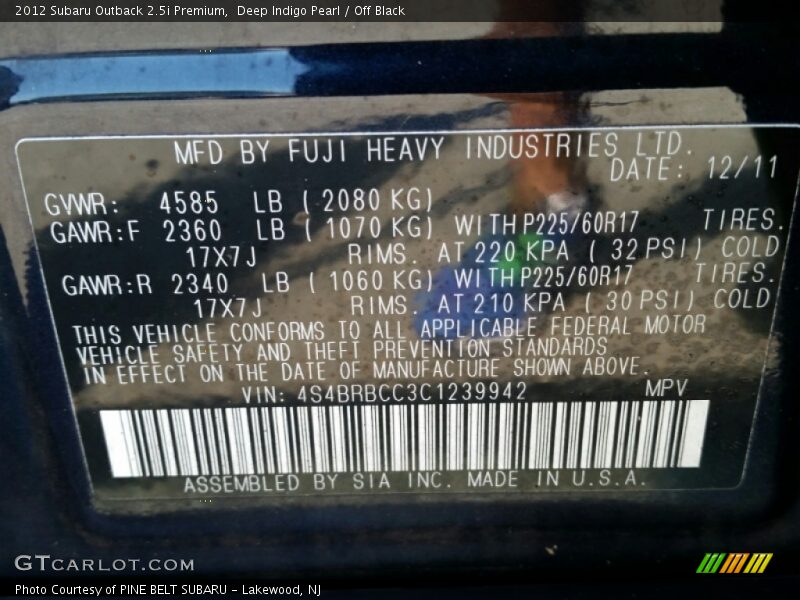 2012 Subaru Outback 2.5i Premium,  Deep Indigo Pearl / Off Black
MFD BY FUJI HEAVY INDUSTRIES LTD.
DATE: 12/11
GVWR: 4585 LB ( 2080 KG)
GAWR:F 2360 LB ( 1070 KG) WITH P225/60R17 TIRES.
17X7J RIMS. AT 220 KPA ( 32 PSI) COLD
GAWR:R 2340 LB ( 1060 KG) WITH P225/60R17 TIRES.
17X7J RIMS. AT 210 KPA ( 30 PSI) COLD
THIS VEHICLE CONFORMS TO ALL APPLICABLE FEDERAL MOTOR
VEHICLE SAFETY AND THEFT PREVENTION STANDARDS
IN EFFECT ON THE DATE OF MANUFACTURE SHOWN ABOVE.
VIN: 4S4BRBCC3C1239942 MPV
ASSEMBLED BY SIA INC. MADE IN U.S.A.
GTCARLOT.COM
Photo Courtesy of PINE BELT SUBARU - Lakewood, NJ